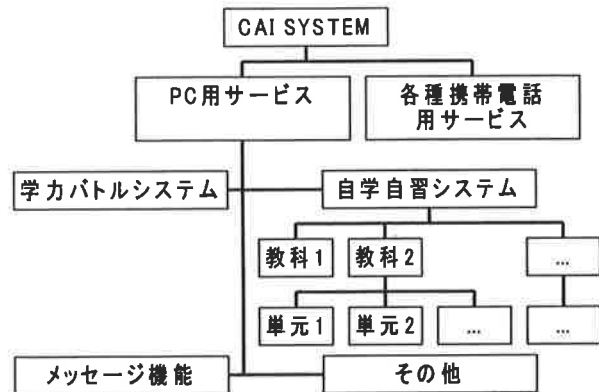 CAI SYSTEM
PC用サービス
各種携帯電話
用サービス
学力バトルシステム
自学自習システム
教科1
教科2
...
単元1
単元2
...
...
メッセージ機能
その他